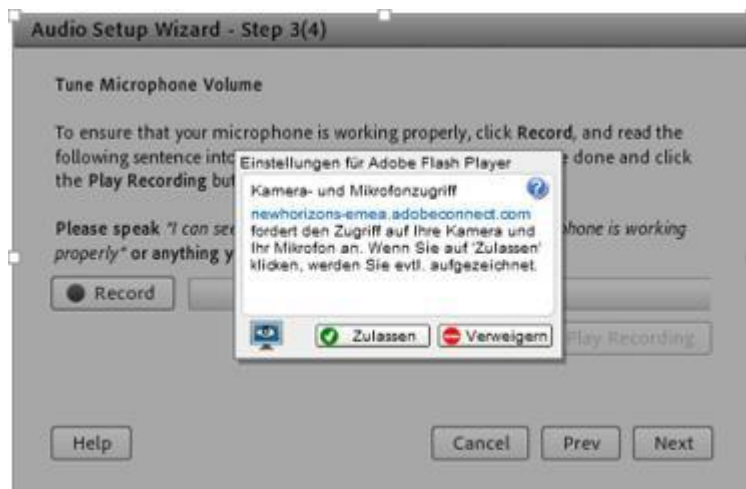 Audio Setup Wizard - Step 3(4)
Tune Microphone Volume
To ensure that your microphone is working properly, click Record, and read the
following sentence into
done and click
the Play Recording but
Please speak "I can see
phone is working
properly" or anything y
Record
Play Recording
Help
Cancel
Prev
Next
Einstellungen für Adobe Flash Player
Kamera- und Mikrofonzugriff
newhorizons-emea.adobeconnect.com
fordert den Zugriff auf Ihre Kamera und
Ihr Mikrofon an. Wenn Sie auf 'Zulassen'
klicken, werden Sie evtl. aufgezeichnet.
Zulassen
Verweigern